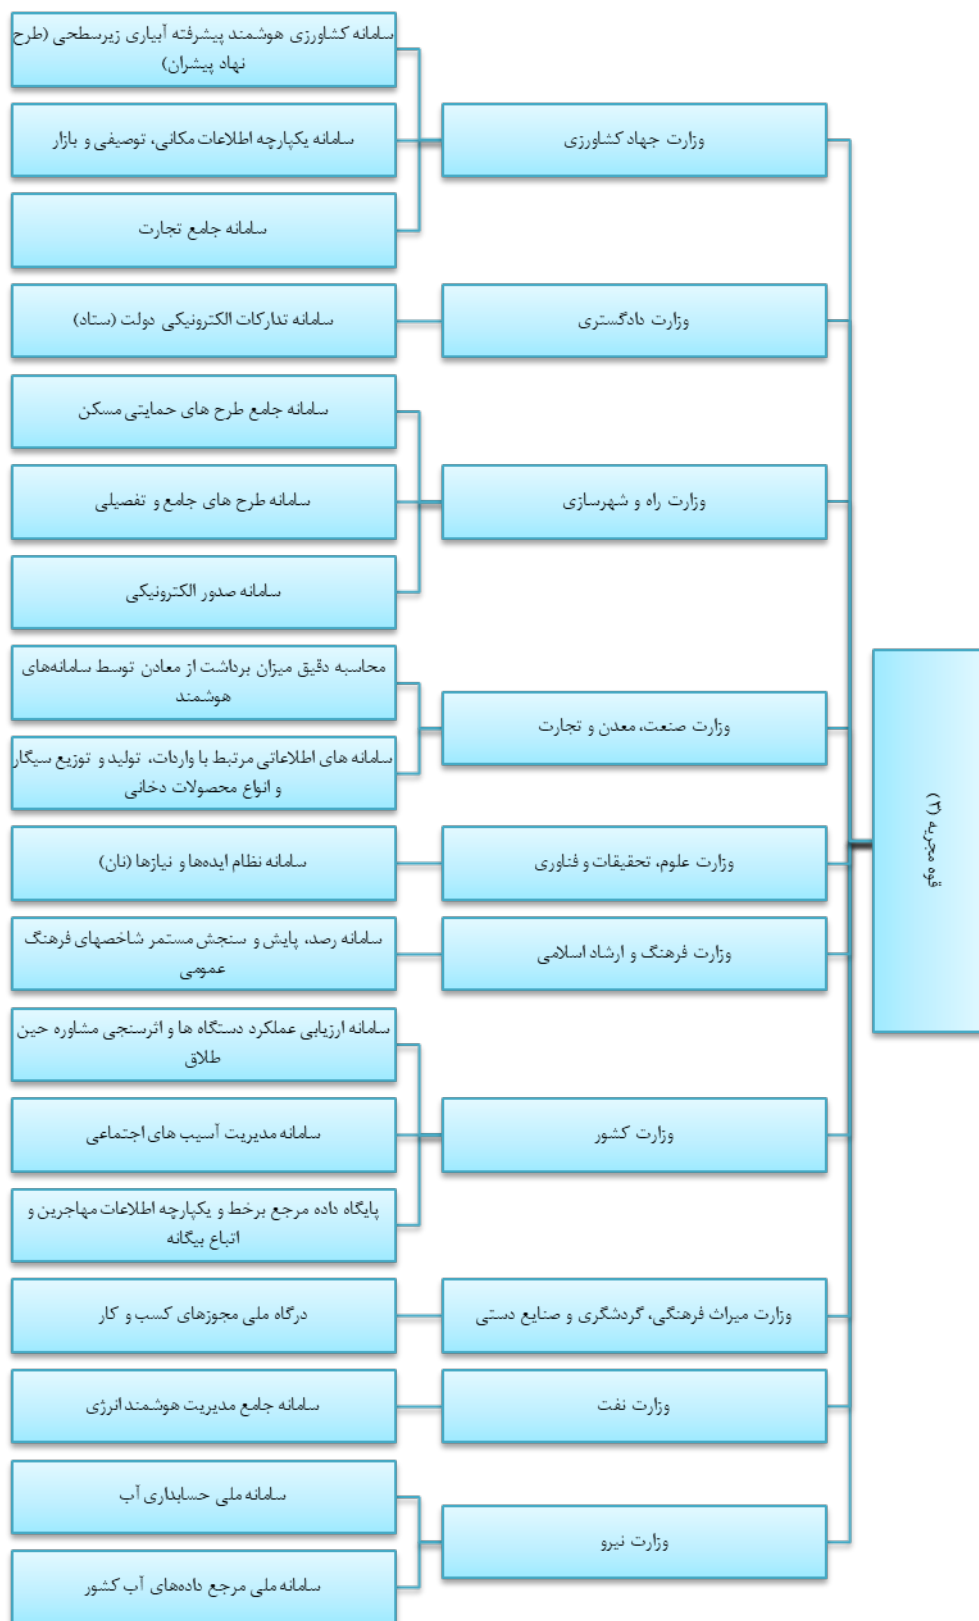 قوه مجریه (۳)
وزارت جهاد کشاورزی
سامانه کشاورزی هوشمند پیشرفته آبیاری زیرسطحی (طرح
نهاد پیشران)
سامانه یکپارچه اطلاعات مکانی، توصیفی و بازار
سامانه جامع تجارت
وزارت دادگستری
سامانه تدارکات الکترونیکی دولت (ستاد)
وزارت راه و شهرسازی
سامانه جامع طرح های حمایتی مسکن
سامانه طرح های جامع و تفصیلی
سامانه صدور الکترونیکی
وزارت صنعت، معدن و تجارت
محاسبه دقیق میزان برداشت از معادن توسط سامانه‌های
هوشمند
سامانه های اطلاعاتی مرتبط با واردات، تولید و توزیع سیگار
و انواع محصولات دخانی
وزارت علوم، تحقیقات و فناوری
سامانه نظام ایده‌ها و نیازها (نان)
وزارت فرهنگ و ارشاد اسلامی
سامانه رصد، پایش و سنجش مستمر شاخصهای فرهنگ
عمومی
وزارت کشور
سامانه ارزیابی عملکرد دستگاه ها و اثرسنجی مشاوره حین
طلاق
سامانه مدیریت آسیب های اجتماعی
پایگاه داده مرجع برخط و یکپارچه اطلاعات مهاجرین و
اتباع بیگانه
وزارت میراث فرهنگی، گردشگری و صنایع دستی
درگاه ملی مجوزهای کسب و کار
وزارت نفت
سامانه جامع مدیریت هوشمند انرژی
وزارت نیرو
سامانه ملی حسابداری آب
سامانه ملی مرجع داده‌های آب کشور